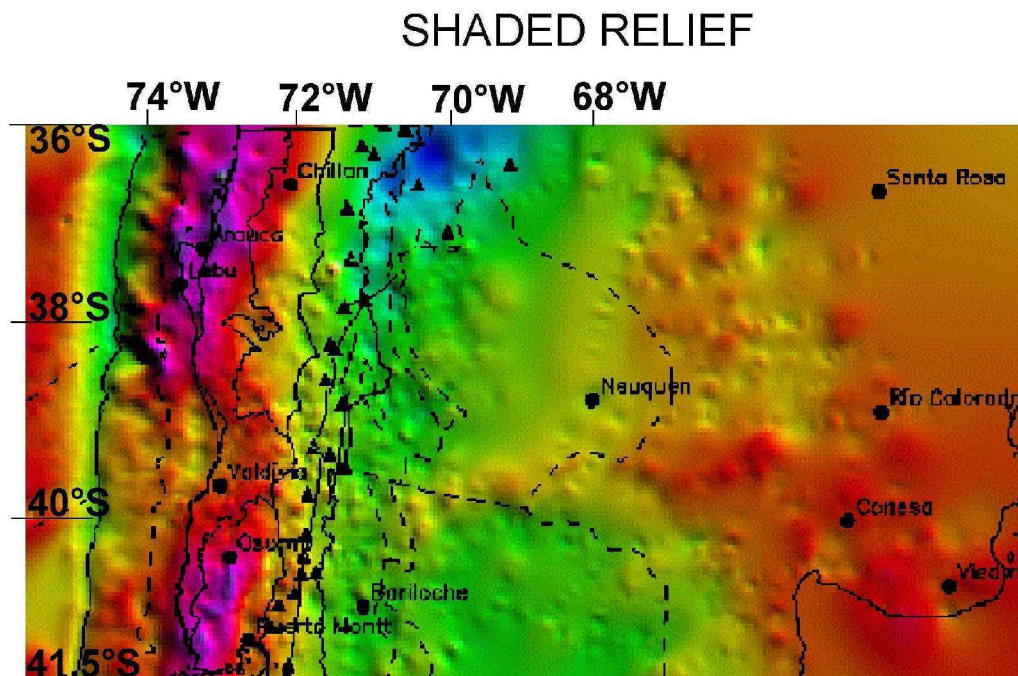 SHADED RELIEF
74°W 72°W 70°W 68°W
36°S
Chillan
Santa Rosa
Arauco
Lebu
38°S
Neuquen
Río Colorado
Valdivia
40°S
Conesa
Osorno
Bariloche
Viedma
Puerto Montt
41.5°S